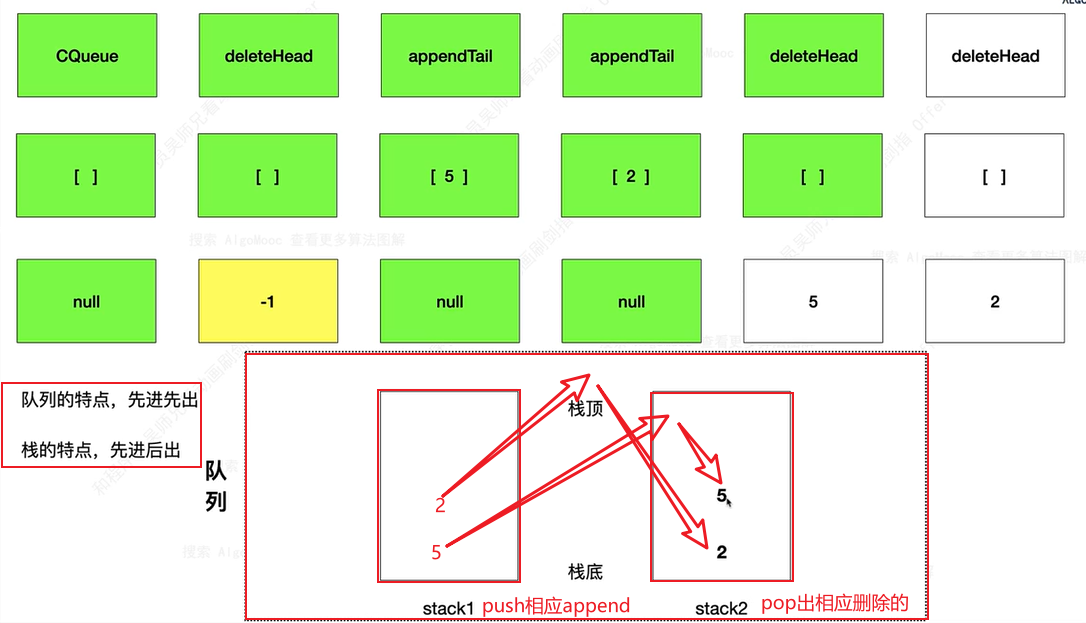 CQueue deleteHead appendTail appendTail deleteHead deleteHead
[ ] [ ] [ 5 ] [ 2 ] [ ] [ ]
搜索 AlgoMooc 查看更多算法图解
null -1 null null 5 2
队列的特点，先进先出
栈的特点，先进后出
队
列
栈顶
2 5
5 2
栈底
stack1 push相应append
stack2 pop出相应删除的